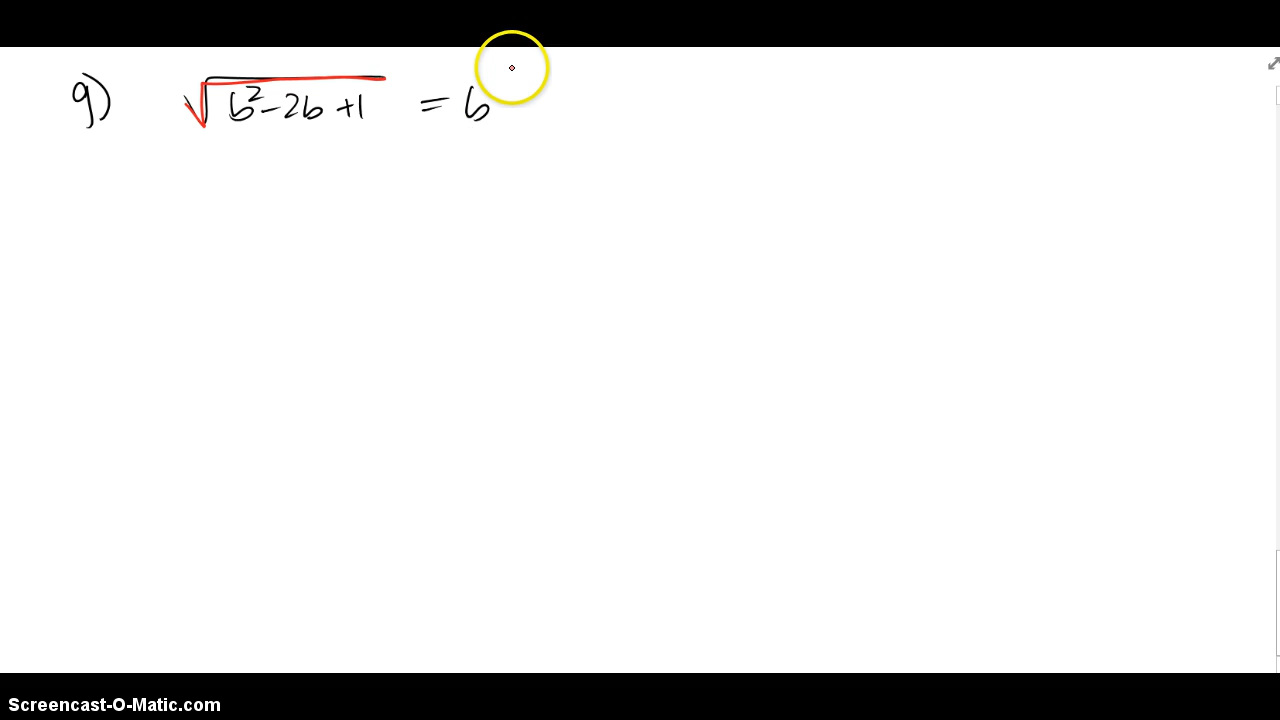 9) √(b²-2b+1) = b
Screencast-O-Matic.com